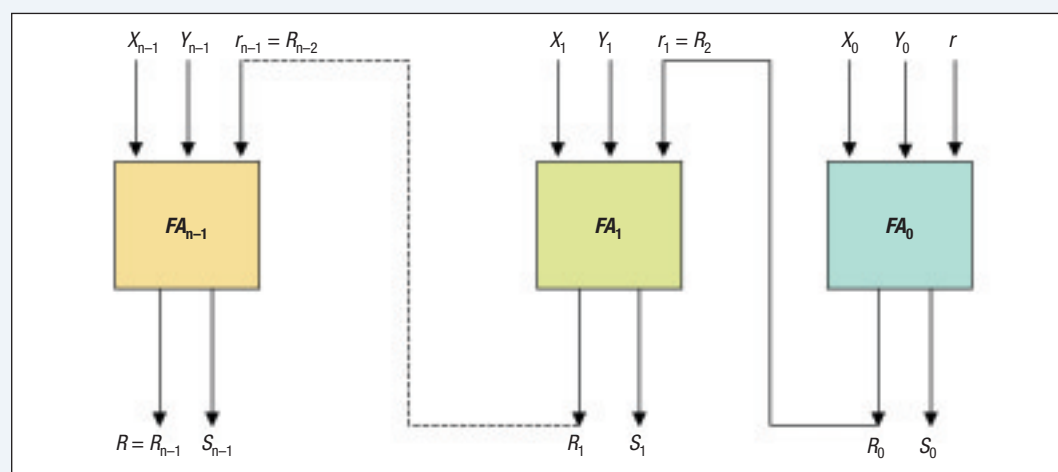 Xn–1 Yn–1 rn–1 = Rn–2 X1 Y1 r1 = R2 X0 Y0 r
FAn–1 FA1 FA0
R = Rn–1 Sn–1 R1 S1 R0 S0